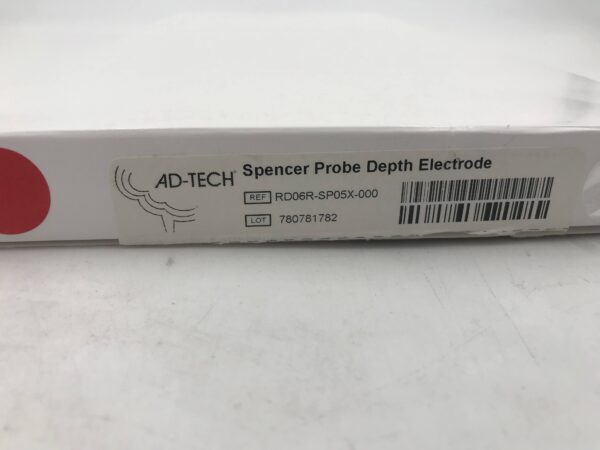 AD-TECH
Spencer Probe Depth Electrode
REF RD06R-SP05X-000
LOT 780781782